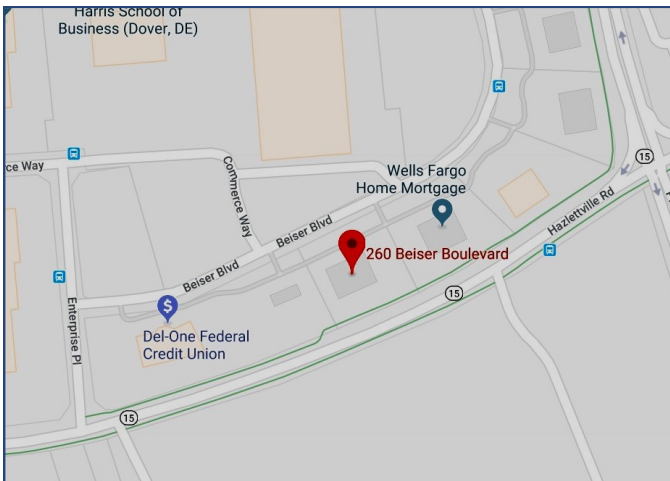 Harris School of
Business (Dover, DE)
ce Way
Commerce Way
Wells Fargo
Home Mortgage
15
Hazlettville Rd
Beiser Blvd
260 Beiser Boulevard
Beiser Blvd
15
Enterprise Pl
$
Del-One Federal
Credit Union
15